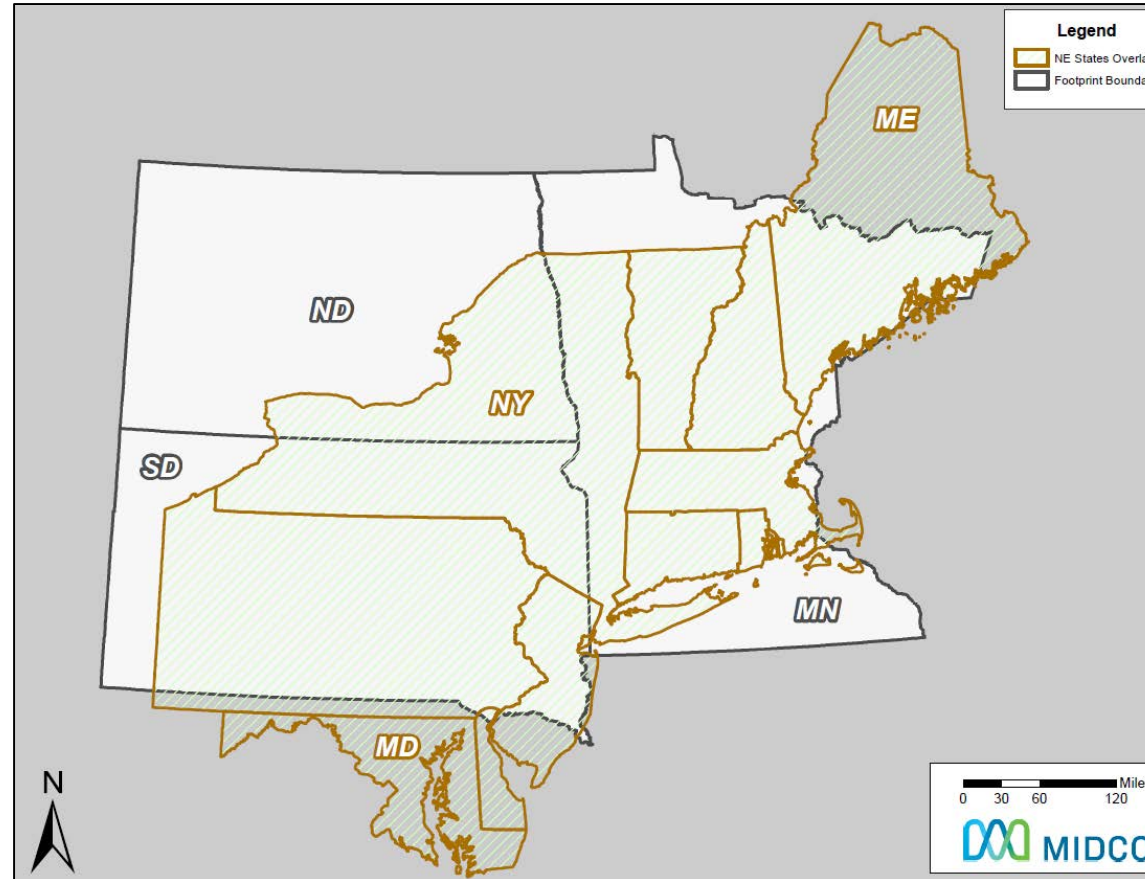 Legend
NE States Overla
Footprint Bounda
ME
ND
NY
SD
MN
MD
N
Mile
0 30 60 120
MIDCO